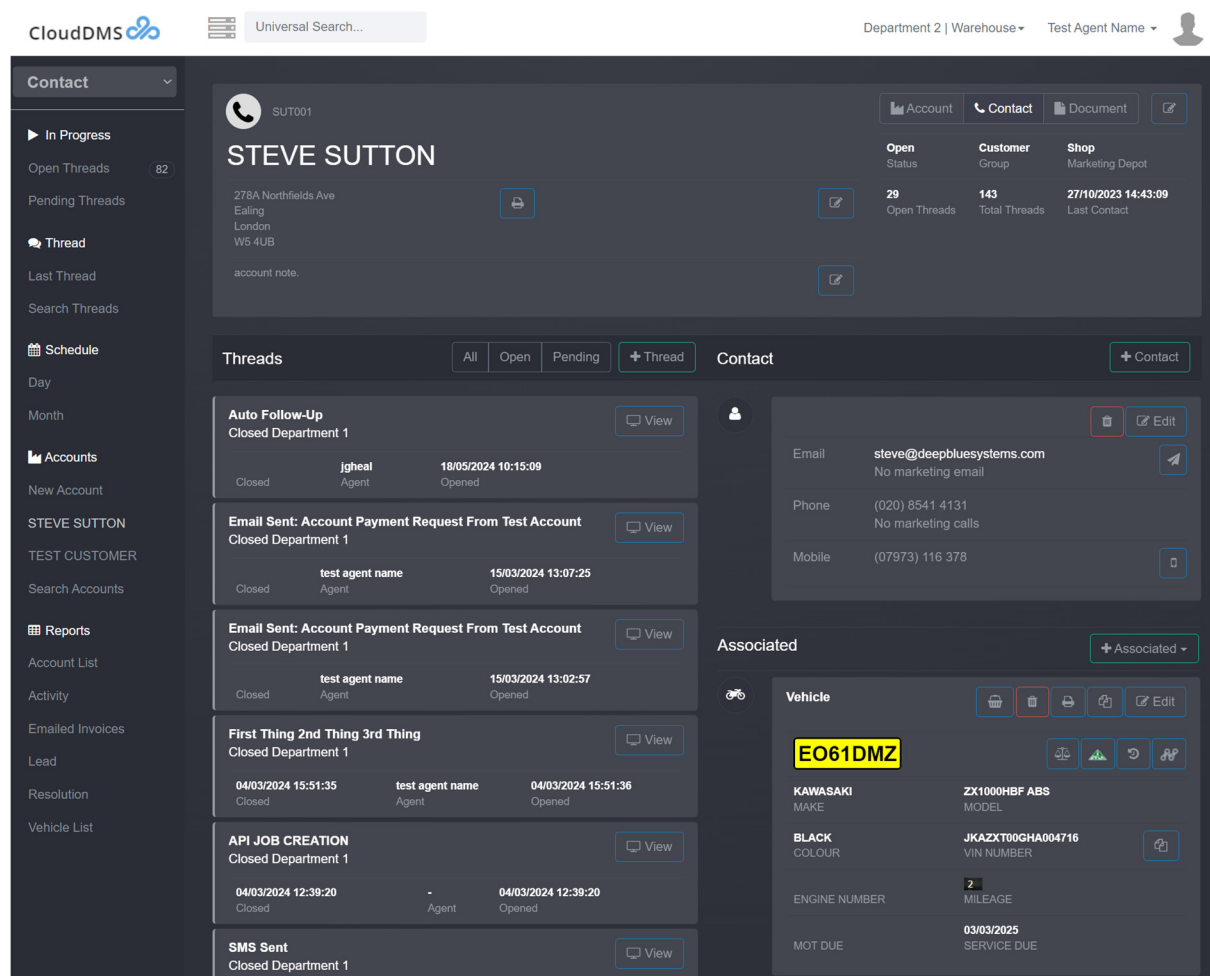 CloudDMS
Universal Search...
Department 2 | Warehouse
Test Agent Name
Contact
In Progress
Open Threads 82
Pending Threads
Thread
Last Thread
Search Threads
Schedule
Day
Month
Accounts
New Account
STEVE SUTTON
TEST CUSTOMER
Search Accounts
Reports
Account List
Activity
Emailed Invoices
Lead
Resolution
Vehicle List
SUT001
STEVE SUTTON
278A Northfields Ave
Ealing
London
W5 4UB
account note.
Account Contact Document
Open Customer Shop
Status Group Marketing Depot
29 143 27/10/2023 14:43:09
Open Threads Total Threads Last Contact
Threads All Open Pending + Thread
Auto Follow-Up View
Closed Department 1
jgheal 18/05/2024 10:15:09
Closed Agent Opened
Email Sent: Account Payment Request From Test Account View
Closed Department 1
test agent name 15/03/2024 13:07:25
Closed Agent Opened
Email Sent: Account Payment Request From Test Account View
Closed Department 1
test agent name 15/03/2024 13:02:57
Closed Agent Opened
First Thing 2nd Thing 3rd Thing View
Closed Department 1
04/03/2024 15:51:35 test agent name 04/03/2024 15:51:36
Closed Agent Opened
API JOB CREATION View
Closed Department 1
04/03/2024 12:39:20 - 04/03/2024 12:39:20
Closed Agent Opened
SMS Sent View
Closed Department 1
Contact + Contact
Edit
Email steve@deepbluesystems.com
No marketing email
Phone (020) 8541 4131
No marketing calls
Mobile (07973) 116 378
Associated + Associated
Vehicle Edit
EO61DMZ
KAWASAKI ZX1000HBF ABS
MAKE MODEL
BLACK JKAZXT00GHA004716
COLOUR VIN NUMBER
2
ENGINE NUMBER MILEAGE
03/03/2025
MOT DUE SERVICE DUE